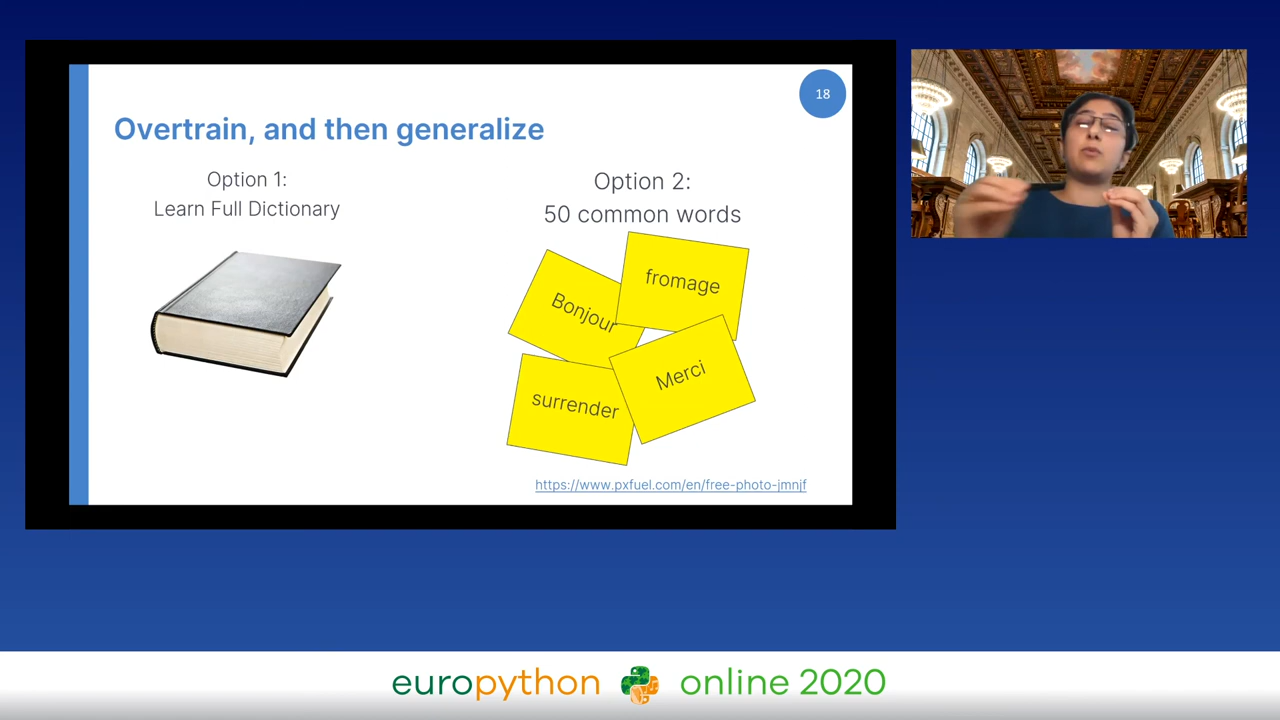 18
Overtrain, and then generalize
Option 1:
Learn Full Dictionary
Option 2:
50 common words
fromage
Bonjour
Merci
surrender
https://www.pxfuel.com/en/free-photo-jmnjf
europython online 2020